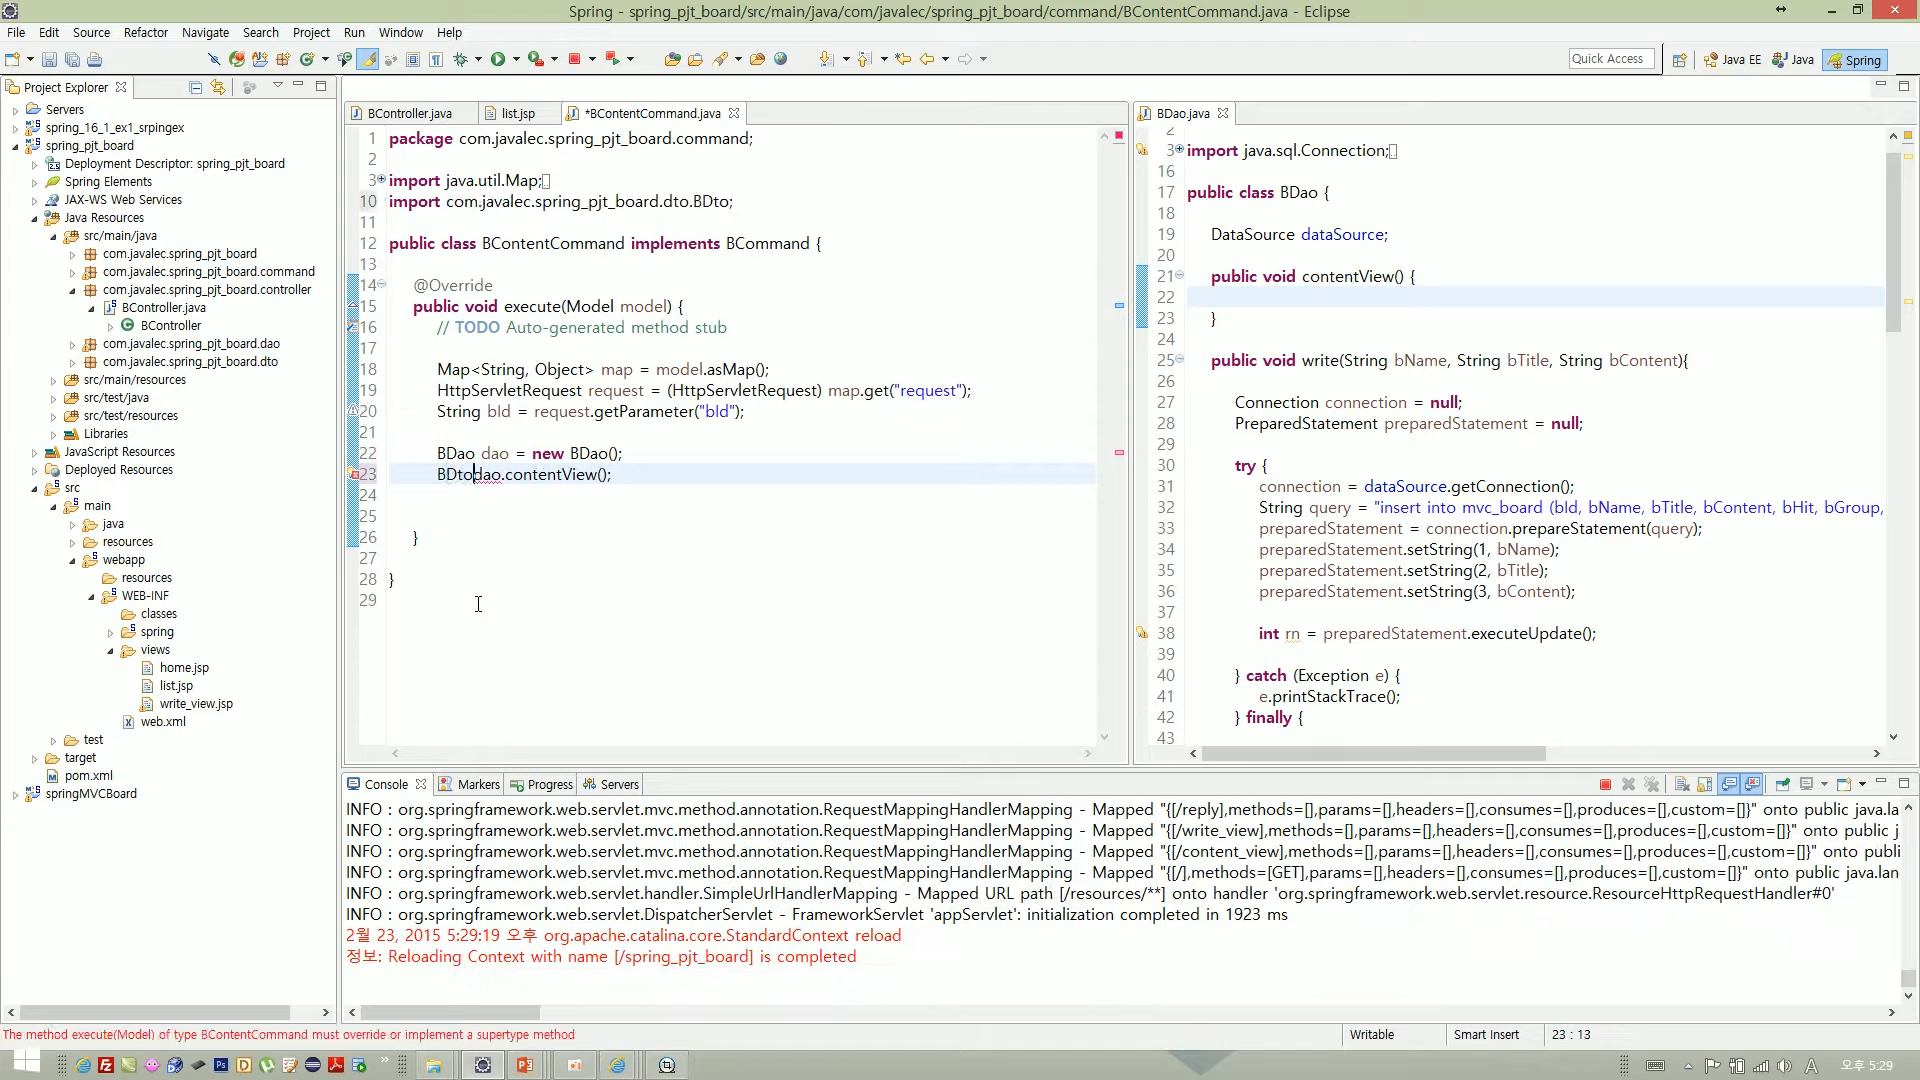 Spring - spring_pjt_board/src/main/java/com/javalec/spring_pjt_board/command/BContentCommand.java - Eclipse
File Edit Source Refactor Navigate Search Project Run Window Help
Quick Access
Java EE
Java
Spring
Project Explorer
Servers
spring_16_1_ex1_srpingex
spring_pjt_board
Deployment Descriptor: spring_pjt_board
Spring Elements
JAX-WS Web Services
Java Resources
src/main/java
com.javalec.spring_pjt_board
com.javalec.spring_pjt_board.command
com.javalec.spring_pjt_board.controller
BController.java
BController
com.javalec.spring_pjt_board.dao
com.javalec.spring_pjt_board.dto
src/main/resources
src/test/java
src/test/resources
Libraries
JavaScript Resources
Deployed Resources
src
main
java
resources
webapp
resources
WEB-INF
classes
spring
views
home.jsp
list.jsp
write_view.jsp
web.xml
test
target
pom.xml
springMVCBoard
BController.java
list.jsp
*BContentCommand.java
1 package com.javalec.spring_pjt_board.command;
2
3 import java.util.Map;
10 import com.javalec.spring_pjt_board.dto.BDto;
11
12 public class BContentCommand implements BCommand {
13
14 @Override
15 public void execute(Model model) {
16 // TODO Auto-generated method stub
17
18 Map<String, Object> map = model.asMap();
19 HttpServletRequest request = (HttpServletRequest) map.get("request");
20 String bId = request.getParameter("bId");
21
22 BDao dao = new BDao();
23 BDtodao.contentView();
24
25
26 }
27
28 }
29
BDao.java
2
3 import java.sql.Connection;
16
17 public class BDao {
18
19 DataSource dataSource;
20
21 public void contentView() {
22
23 }
24
25 public void write(String bName, String bTitle, String bContent){
26
27 Connection connection = null;
28 PreparedStatement preparedStatement = null;
29
30 try {
31 connection = dataSource.getConnection();
32 String query = "insert into mvc_board (bId, bName, bTitle, bContent, bHit, bGroup,
33 preparedStatement = connection.prepareStatement(query);
34 preparedStatement.setString(1, bName);
35 preparedStatement.setString(2, bTitle);
36 preparedStatement.setString(3, bContent);
37
38 int rn = preparedStatement.executeUpdate();
39
40 } catch (Exception e) {
41 e.printStackTrace();
42 } finally {
43
Console Markers Progress Servers
INFO : org.springframework.web.servlet.mvc.method.annotation.RequestMappingHandlerMapping - Mapped "{[/reply],methods=[],params=[],headers=[],consumes=[],produces=[],custom=[]}" onto public java.la
INFO : org.springframework.web.servlet.mvc.method.annotation.RequestMappingHandlerMapping - Mapped "{[/write_view],methods=[],params=[],headers=[],consumes=[],produces=[],custom=[]}" onto public j
INFO : org.springframework.web.servlet.mvc.method.annotation.RequestMappingHandlerMapping - Mapped "{[/content_view],methods=[],params=[],headers=[],consumes=[],produces=[],custom=[]}" onto publi
INFO : org.springframework.web.servlet.mvc.method.annotation.RequestMappingHandlerMapping - Mapped "{[/],methods=[GET],params=[],headers=[],consumes=[],produces=[],custom=[]}" onto public java.lan
INFO : org.springframework.web.servlet.handler.SimpleUrlHandlerMapping - Mapped URL path [/resources/**] onto handler 'org.springframework.web.servlet.resource.ResourceHttpRequestHandler#0'
INFO : org.springframework.web.servlet.DispatcherServlet - FrameworkServlet 'appServlet': initialization completed in 1923 ms
2월 23, 2015 5:29:19 오후 org.apache.catalina.core.StandardContext reload
정보: Reloading Context with name [/spring_pjt_board] is completed
The method execute(Model) of type BContentCommand must override or implement a supertype method
Writable
Smart Insert
23 : 13
A
오후 5:29